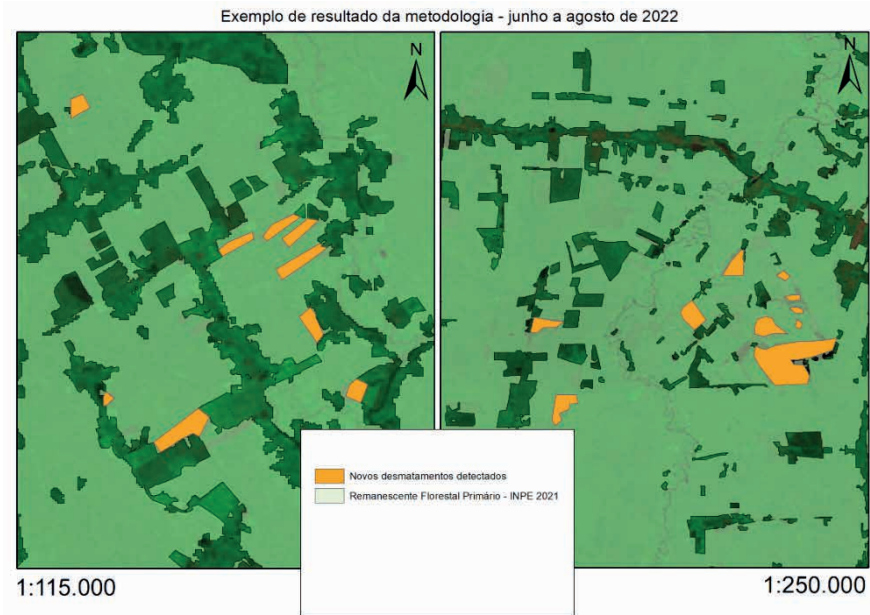 Exemplo de resultado da metodologia - junho a agosto de 2022
N
N
Novos desmatamentos detectados
Remanescente Florestal Primário - INPE 2021
1:115.000
1:250.000